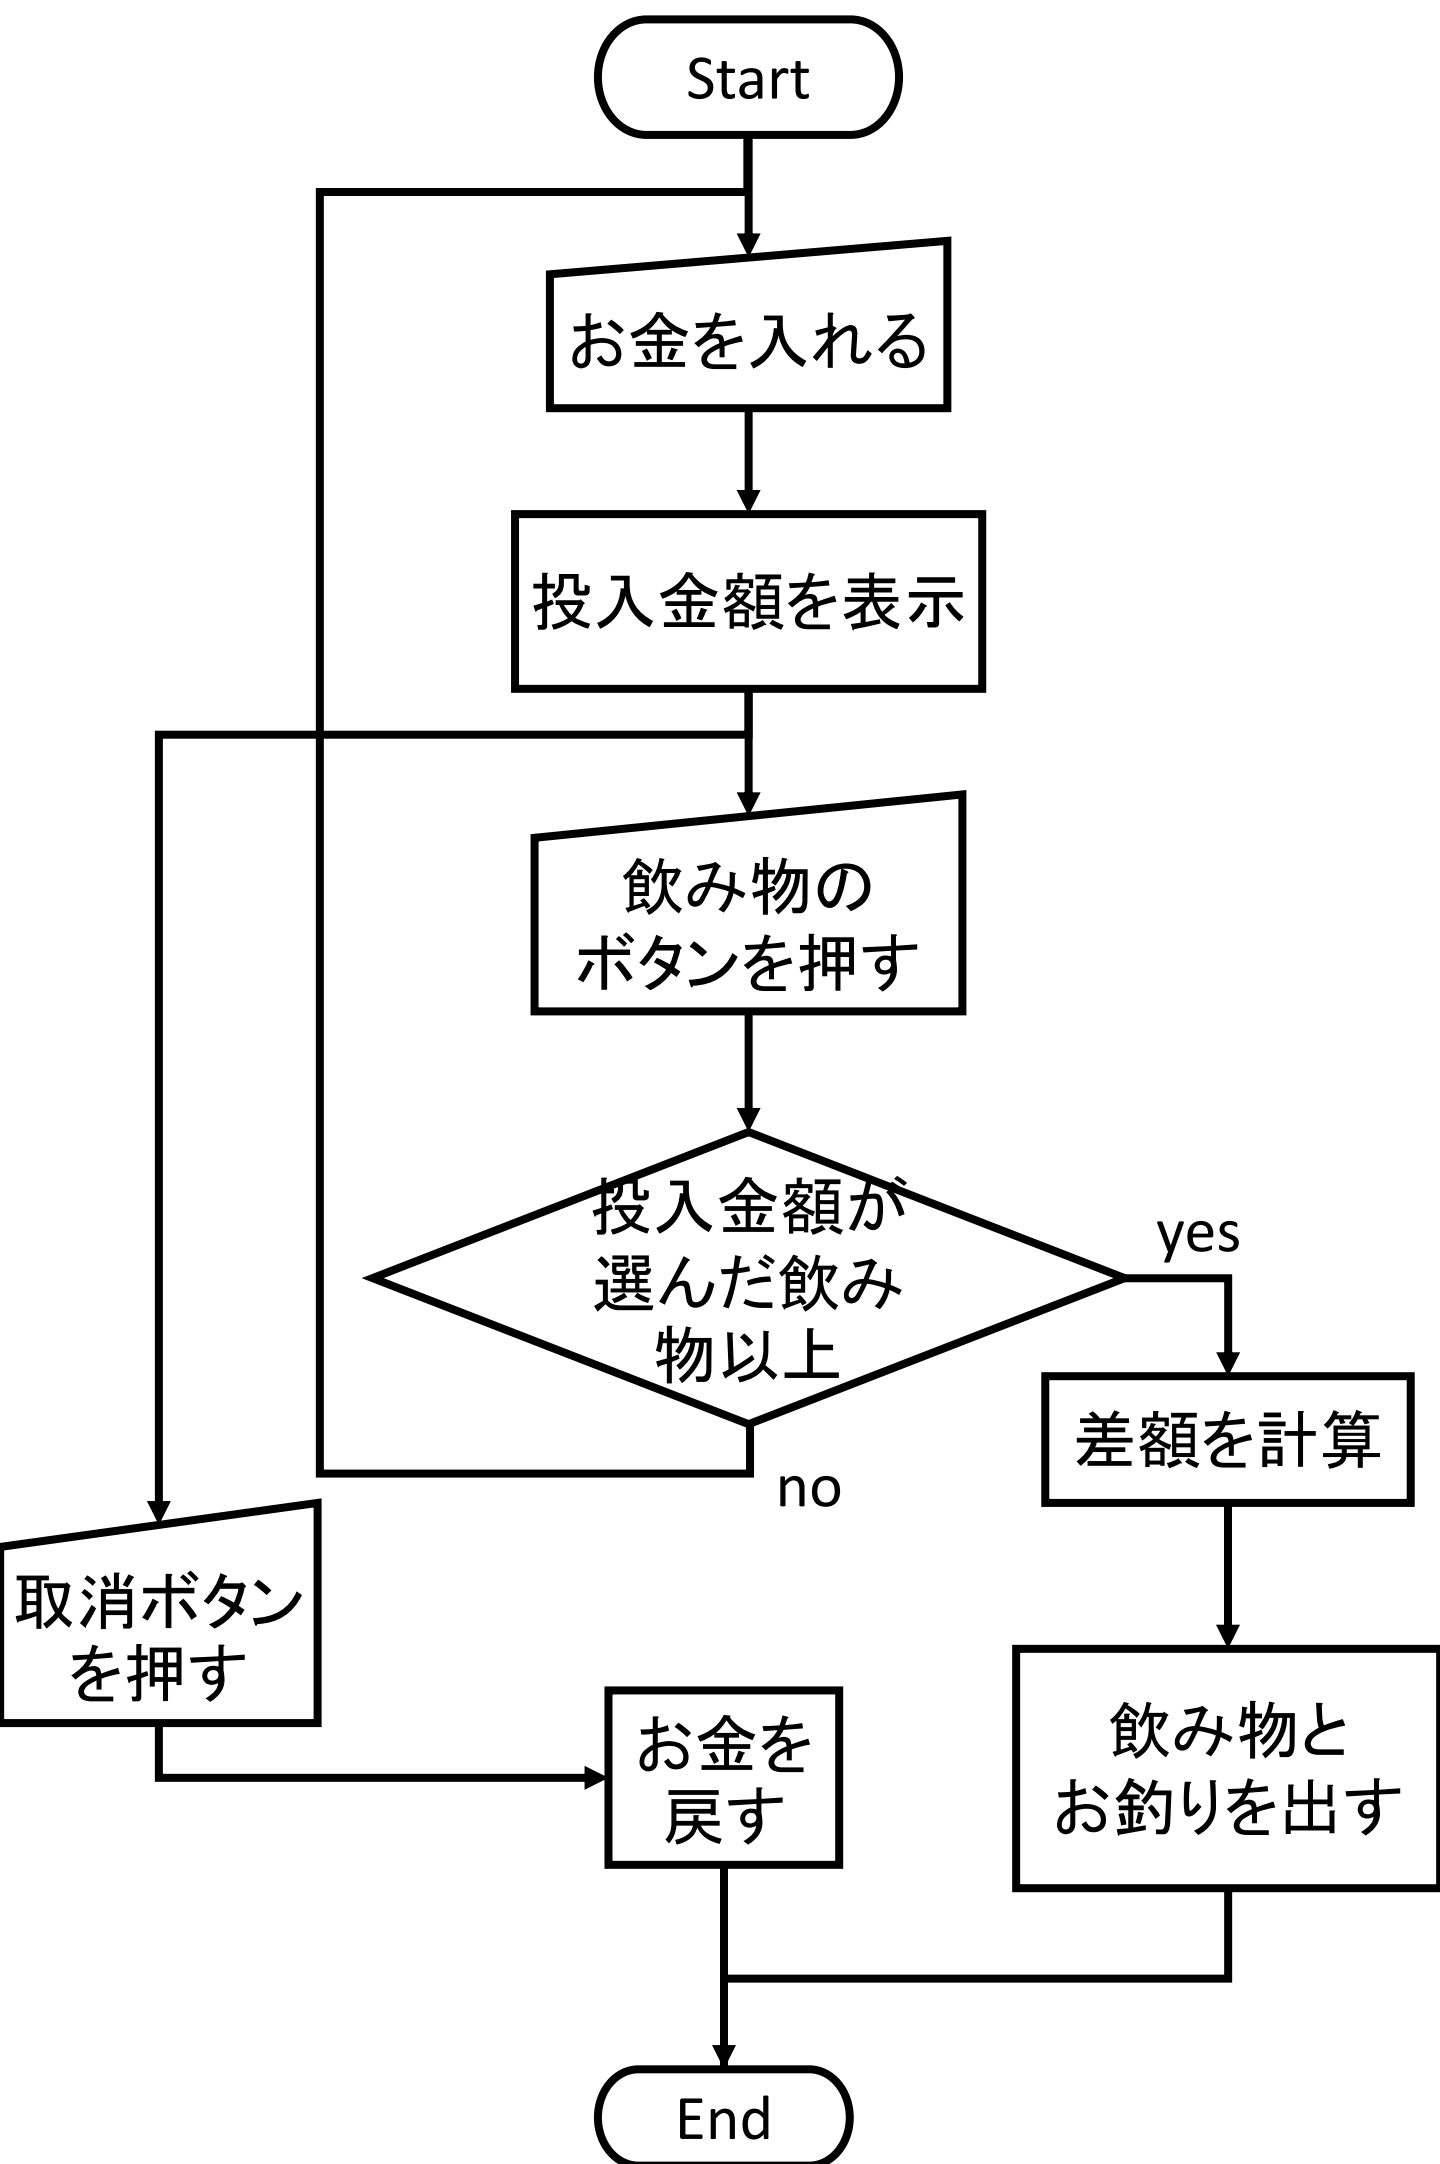 Start
お金を入れる
投入金額を表示
飲み物の
ボタンを押す
投入金額が
選んだ飲み
物以上
yes
no
差額を計算
取消ボタン
を押す
お金を
戻す
飲み物と
お釣りを出す
End